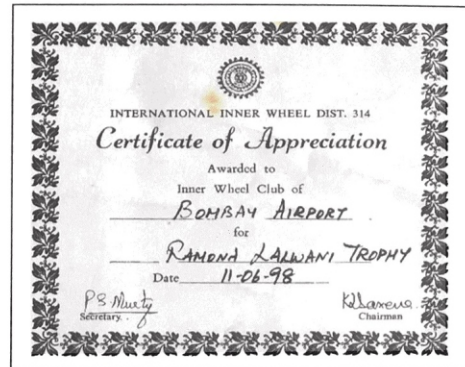 INTERNATIONAL INNER WHEEL DIST. 314
Certificate of Appreciation
Awarded to
Inner Wheel Club of
BOMBAY AIRPORT
for
RAMONA LALWANI TROPHY
Date 11-06-98
P S Murty
Secretary.
Chairman